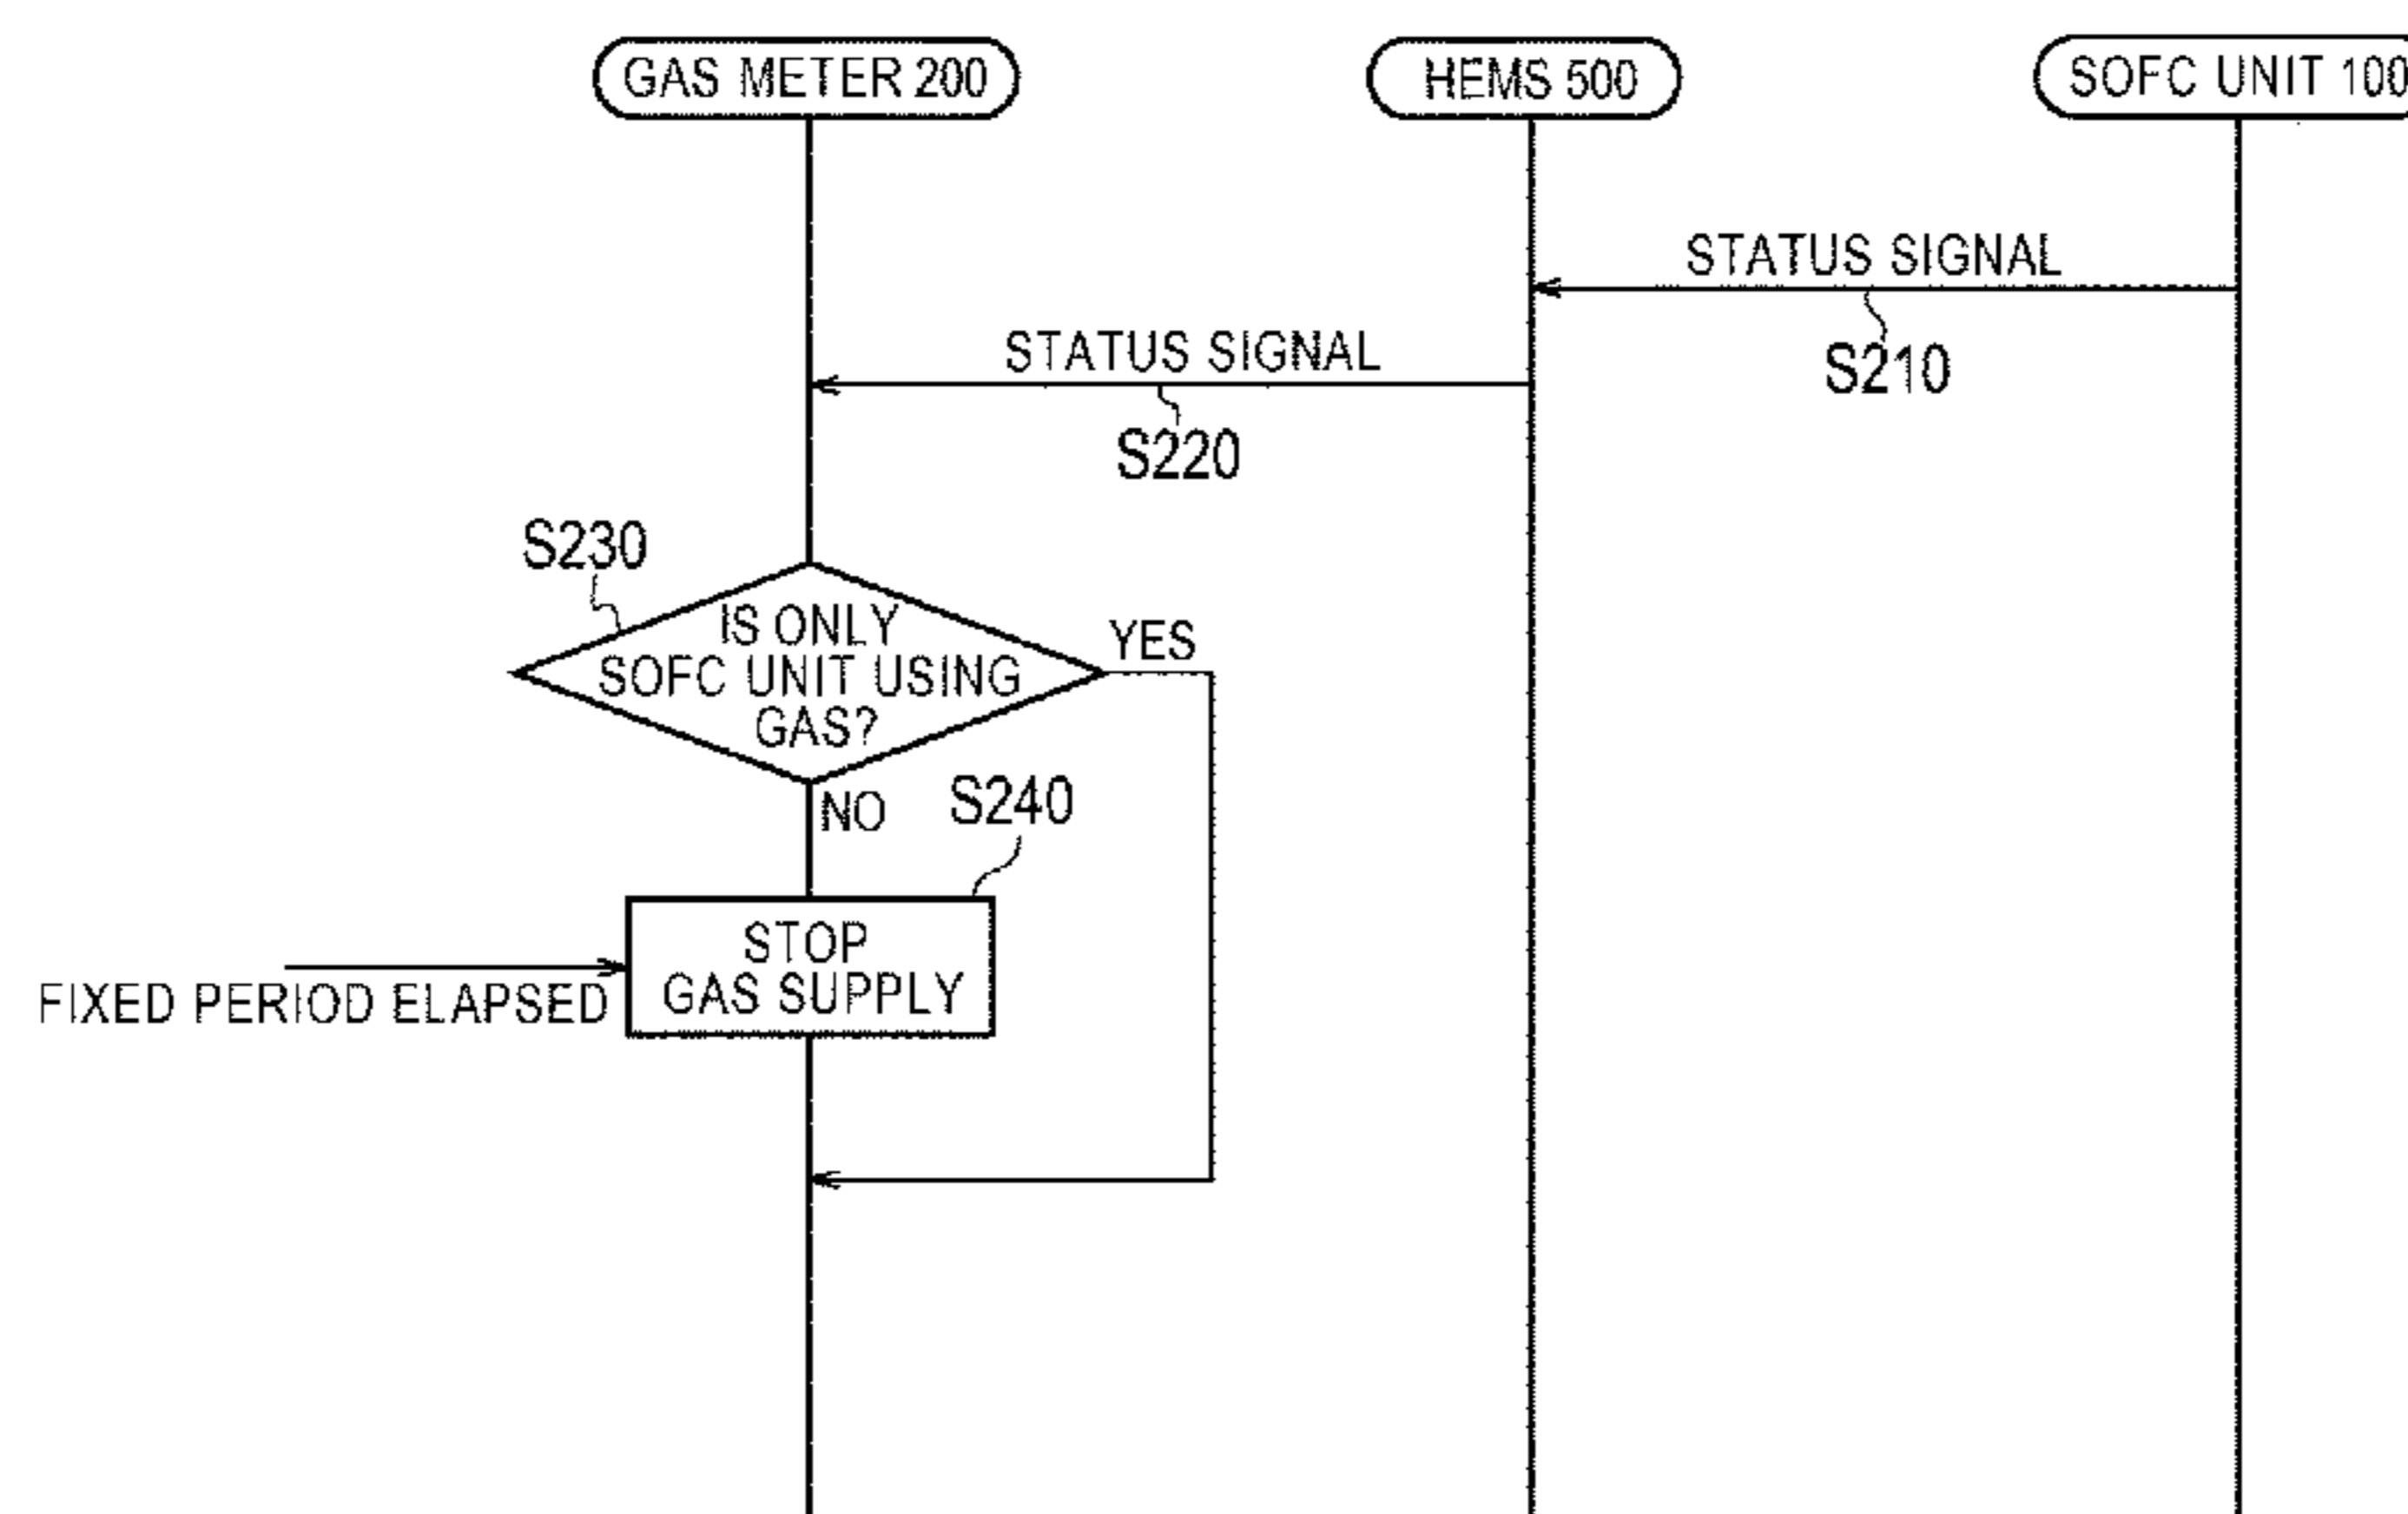 GAS METER 200
HEMS 500
SOFC UNIT 100
STATUS SIGNAL
S210
STATUS SIGNAL
S220
S230
IS ONLY
SOFC UNIT USING
GAS?
YES
NO
S240
STOP
GAS SUPPLY
FIXED PERIOD ELAPSED